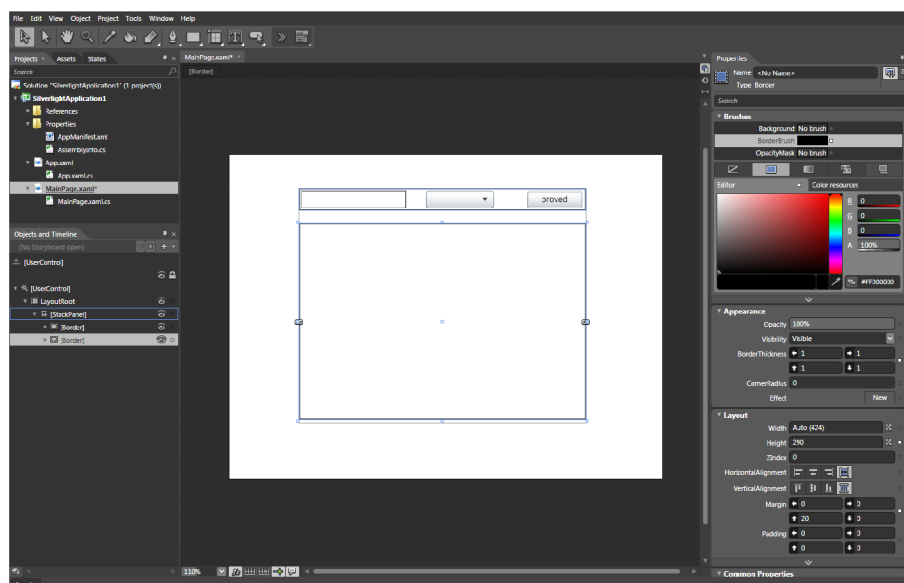 File Edit View Object Project Tools Window Help
Projects × Assets States
Search
Solution "SilverlightApplication1" (1 project(s))
SilverlightApplication1
References
Properties
AppManifest.xml
AssemblyInfo.cs
App.xaml
App.xaml.cs
MainPage.xaml*
MainPage.xaml.cs
Objects and Timeline
(No Storyboard open)
[UserControl]
[UserControl]
LayoutRoot
[StackPanel]
[Border]
[Border]
MainPage.xaml* ×
[Border]
proved
110%
Properties
Name <No Name>
Type Border
Search
Brushes
Background No brush
BorderBrush
OpacityMask No brush
Editor Color resources
R 0
G 0
B 0
A 100%
#FF000000
Appearance
Opacity 100%
Visibility Visible
BorderThickness 1 1
1 1
CornerRadius 0
Effect New
Layout
Width Auto (424)
Height 290
ZIndex 0
HorizontalAlignment
VerticalAlignment
Margin 0 0
20 0
Padding 0 0
0 0
Common Properties